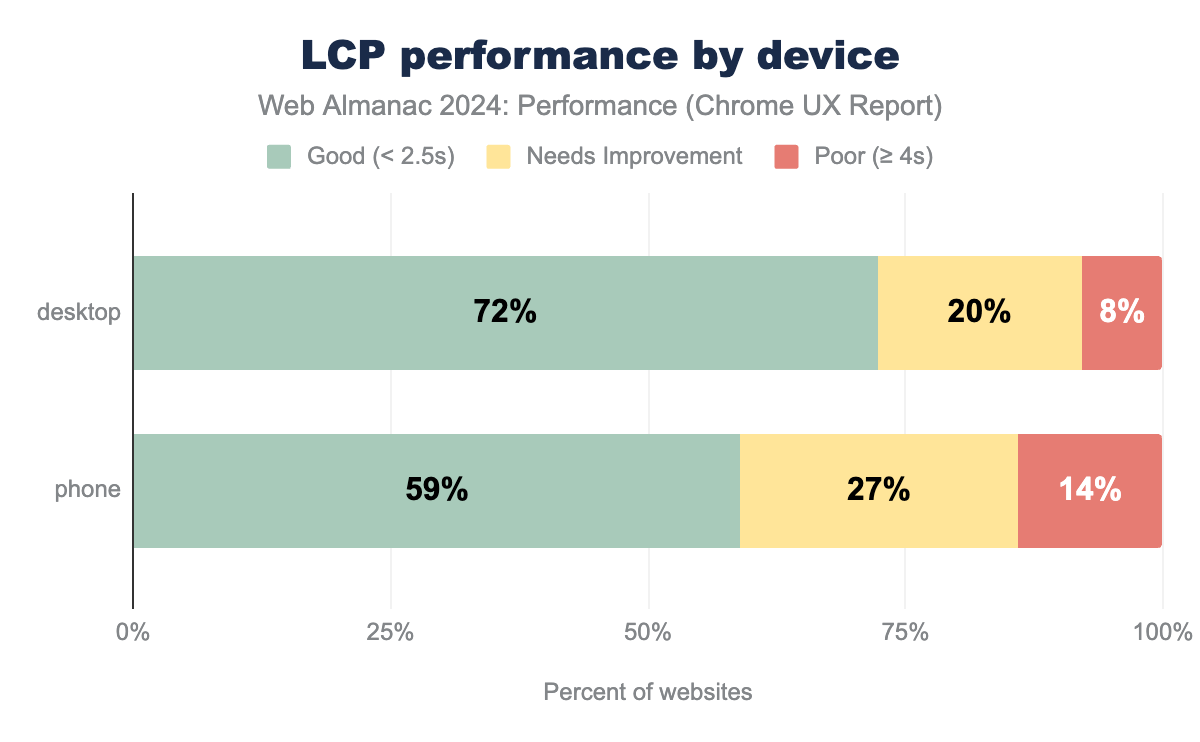 LCP performance by device
Web Almanac 2024: Performance (Chrome UX Report)
Good (< 2.5s) Needs Improvement Poor (≥ 4s)
desktop 72% 20% 8%
phone 59% 27% 14%
0% 25% 50% 75% 100%
Percent of websites